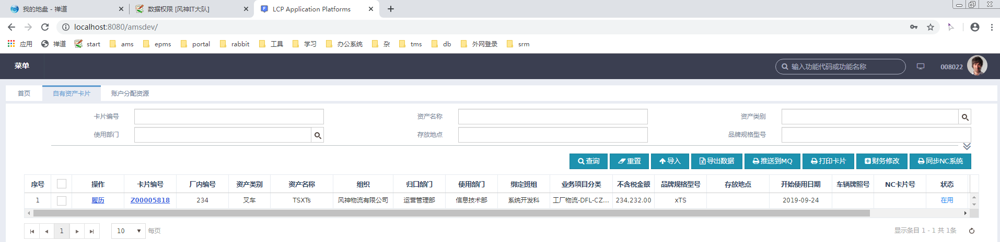 我的地盘 - 禅道
数据权限 [风神IT大队]
LCP Application Platforms
localhost:8080/amsdev/
应用 禅道 start ams epms portal rabbit 工具 学习 办公系统 杂 tms db 外网登录 srm
菜单
输入功能代码或功能名称
008022
首页 自有资产卡片 账户分配资源
卡片编号 资产名称 资产类别
使用部门 存放地点 品牌规格型号
查询 重置 导入 导出数据 推送到MQ 打印卡片 财务修改 同步NC系统
序号 操作 卡片编号 厂内编号 资产类别 资产名称 组织 归口部门 使用部门 绑定班组 业务项目分类 不含税金额 品牌规格型号 存放地点 开始使用日期 车辆牌照号 NC卡片号 状态
1 履历 Z00005818 234 叉车 TSXTs 风神物流有限公司 运营管理部 信息技术部 系统开发科 工厂物流-DFL-CZ... 234,232.00 xTS 2019-09-24 在用
1 10 每页 显示条目 1 - 1 共 1条